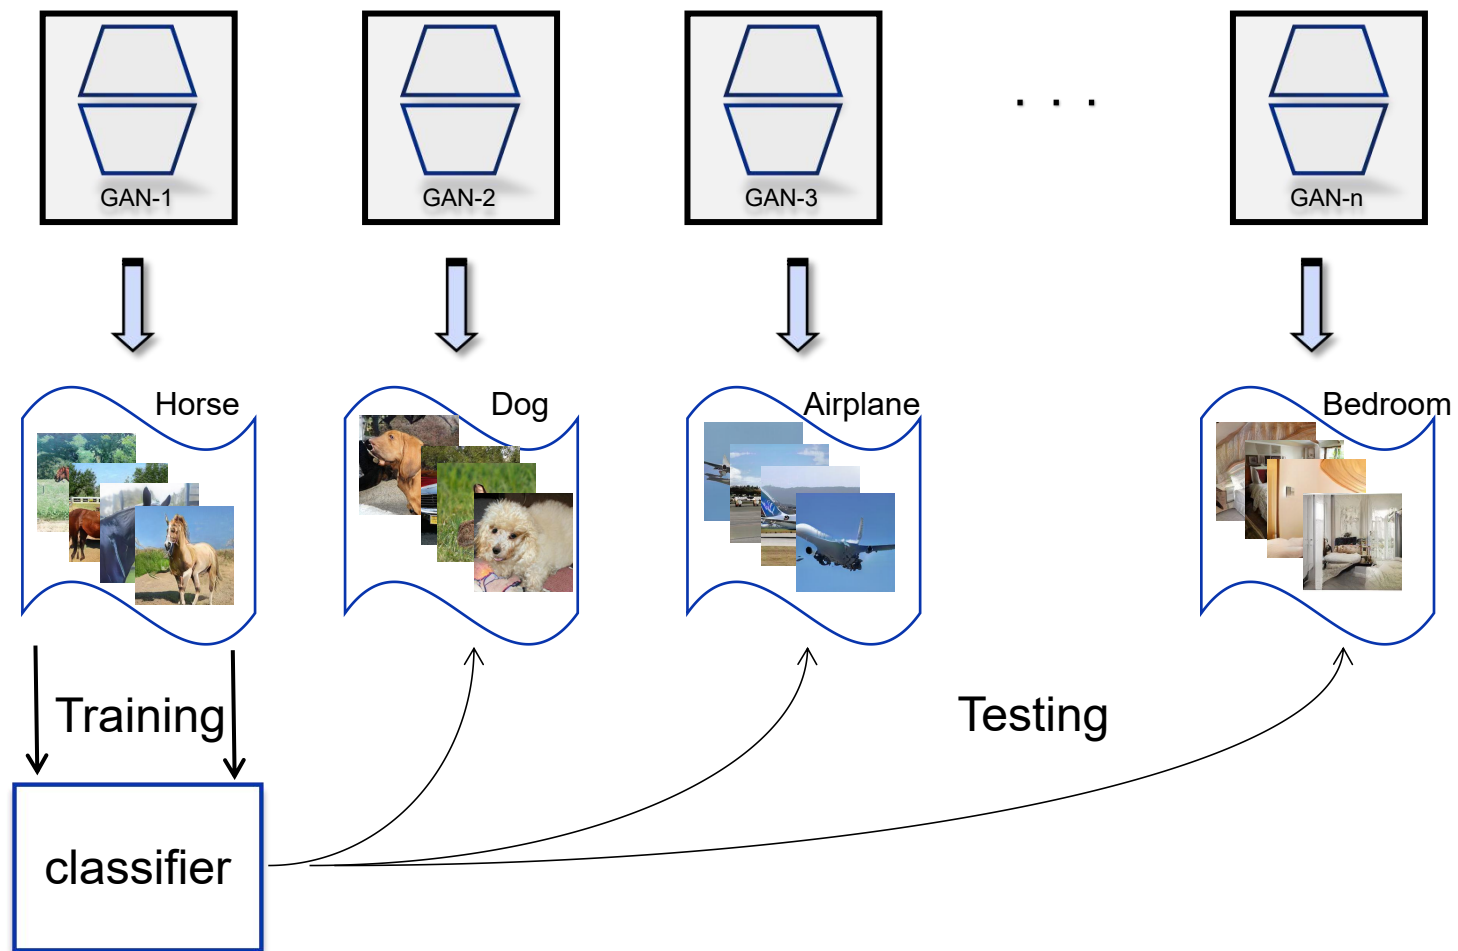 GAN-1
GAN-2
GAN-3
. . .
GAN-n
Horse
Dog
Airplane
Bedroom
Training
Testing
classifier